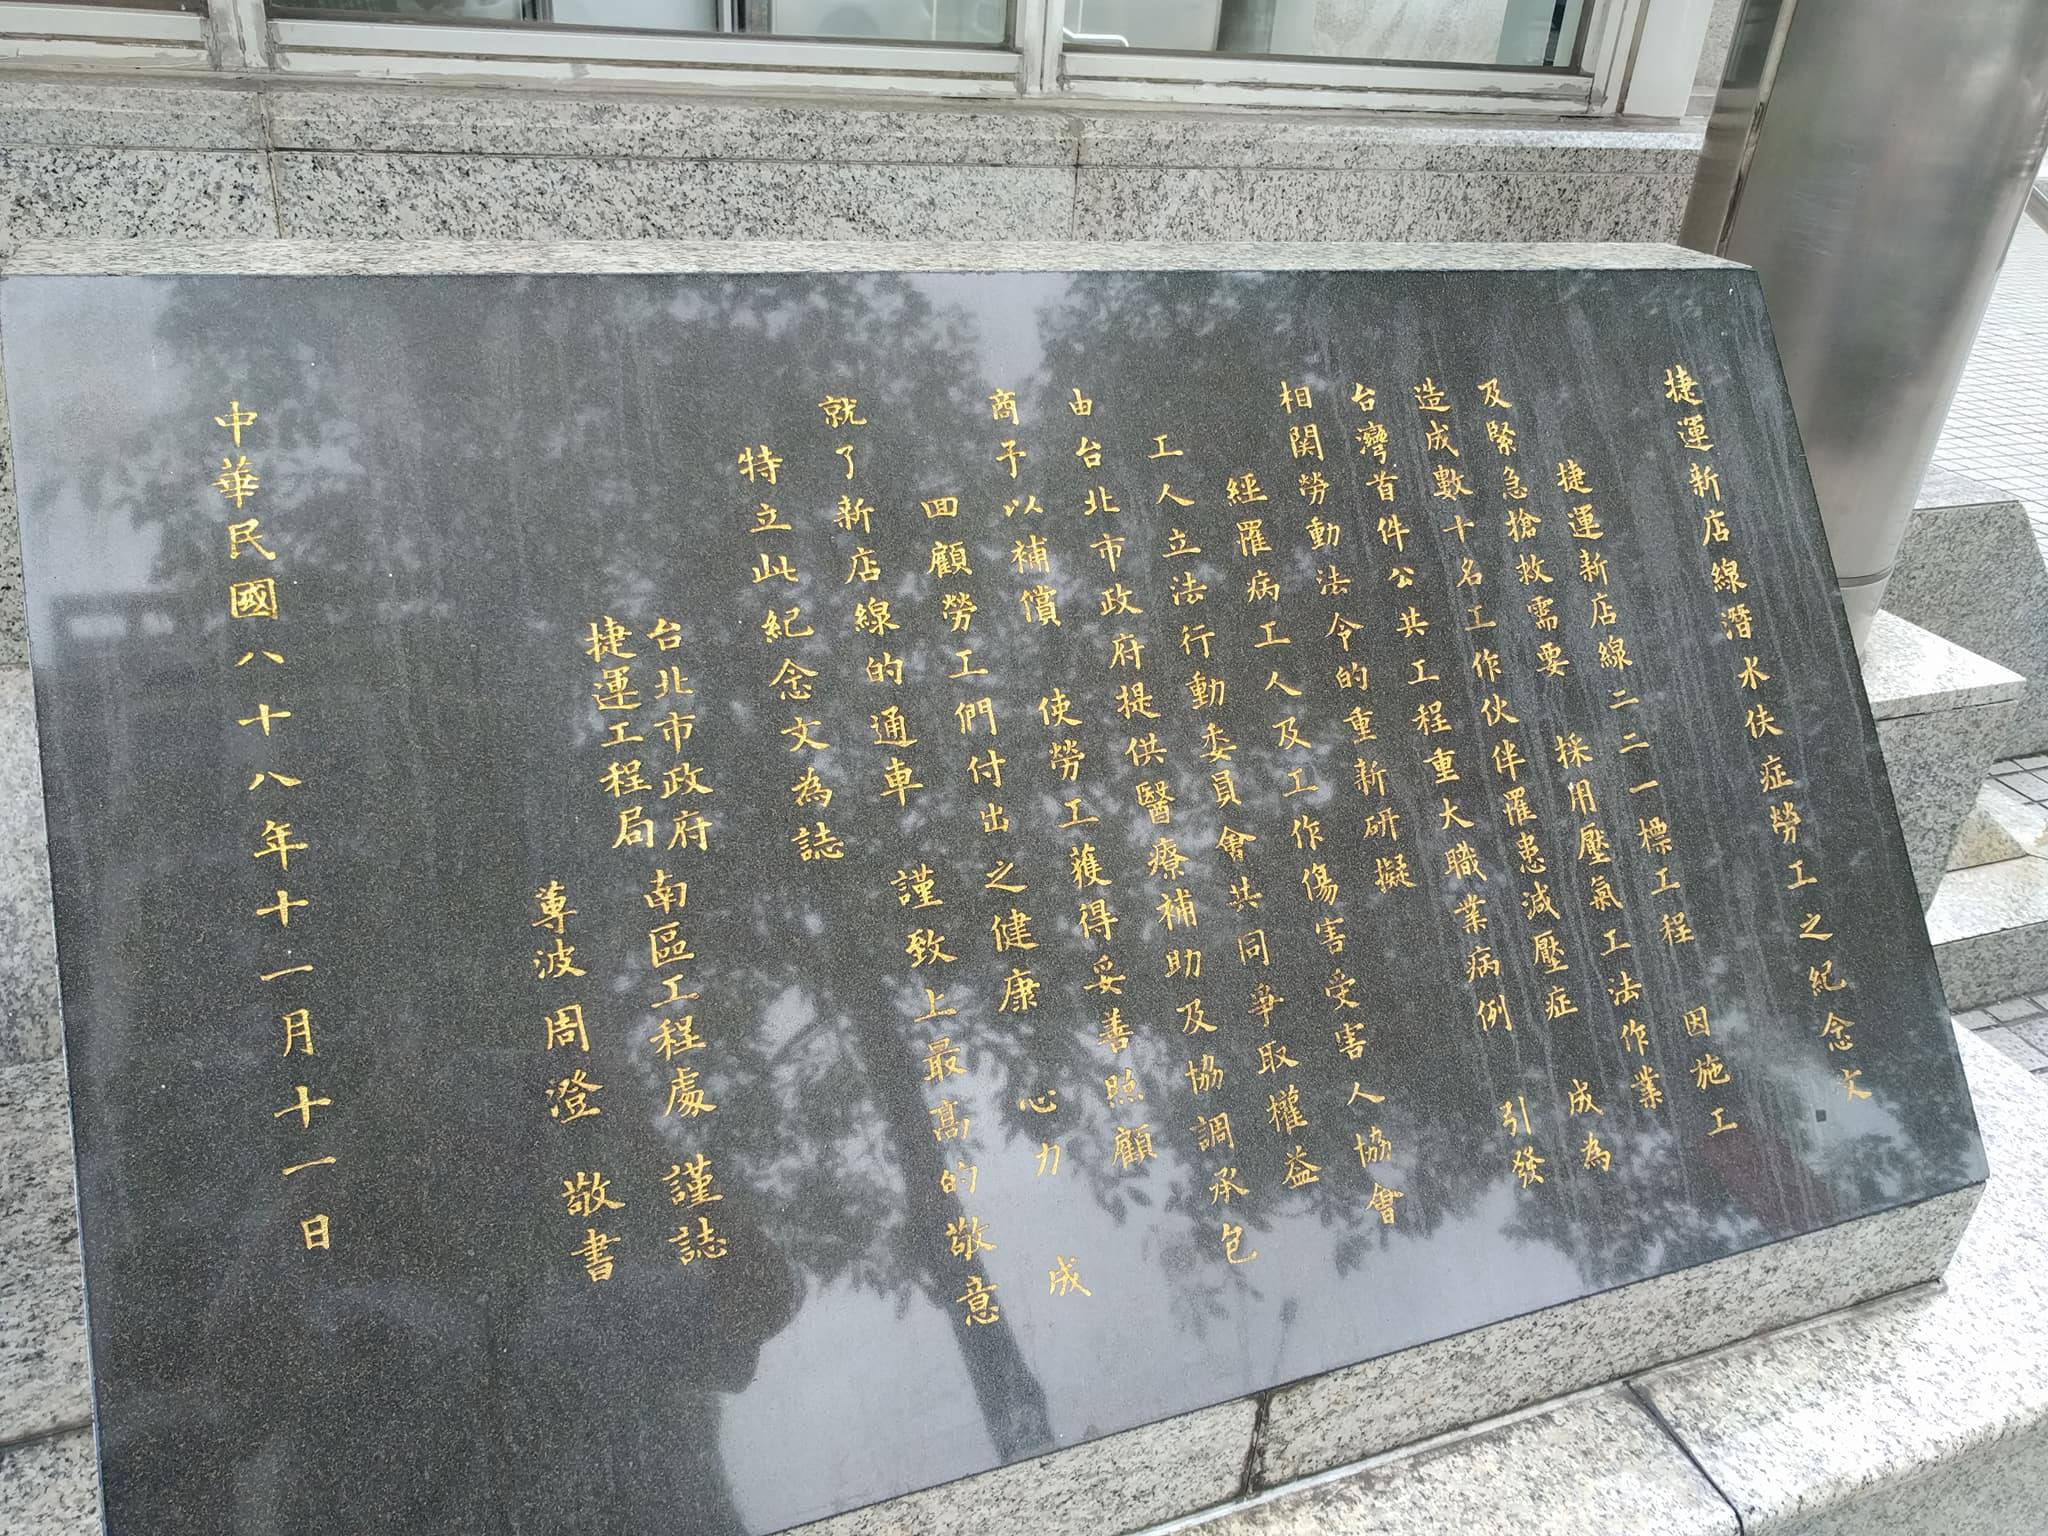 捷運新店線潛水伕症勞工之紀念文
捷運新店線二二一標工程 因施工
及緊急搶救需要 採用壓氣工法作業
造成數十名工作伙伴罹患減壓症 成為
台灣首件公共工程重大職業病例 引發
相関勞動法令的重新研擬
經罹病工人及工作傷害受害人協會
工人立法行動委員會共同爭取權益
由台北市政府提供醫療補助及協調承包
商予以補償 使勞工獲得妥善照顧
回顧勞工們付出之健康 心力 成
就了新店線的通車 謹致上最高的敬意
特立此紀念文為誌
台北市政府
捷運工程局
南區工程處 謹誌
蓴波周澄 敬書
中華民國八十八年十一月十一日